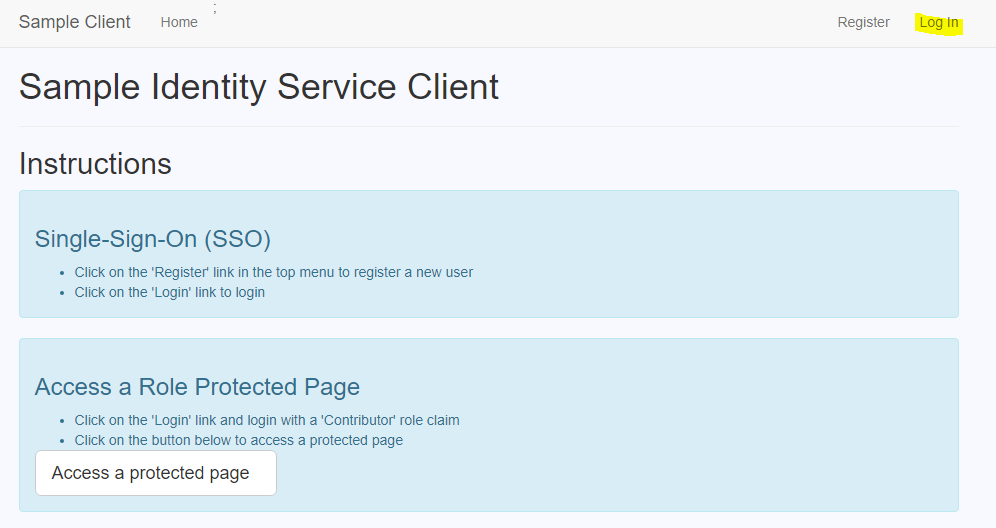 Sample Client Home ; Register Log In
Sample Identity Service Client
Instructions
Single-Sign-On (SSO)
• Click on the 'Register' link in the top menu to register a new user
• Click on the 'Login' link to login
Access a Role Protected Page
• Click on the 'Login' link and login with a 'Contributor' role claim
• Click on the button below to access a protected page
Access a protected page